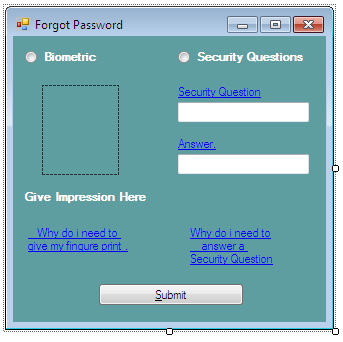 Forgot Password
Biometric
Security Questions
Security Question
Answer.
Give Impression Here
Why do i need to
give my fingure print .
Why do i need to
answer a
Security Question
Submit